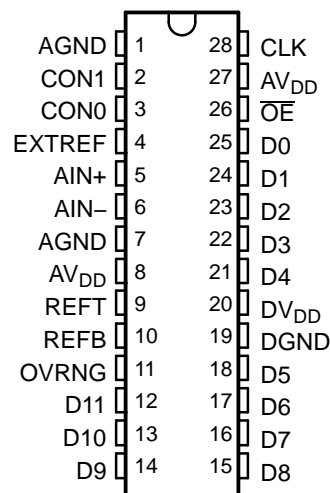 AGND 1 28 CLK
CON1 2 27 AVDD
CON0 3 26 OE
EXTREF 4 25 D0
AIN+ 5 24 D1
AIN– 6 23 D2
AGND 7 22 D3
AVDD 8 21 D4
REFT 9 20 DVDD
REFB 10 19 DGND
OVRNG 11 18 D5
D11 12 17 D6
D10 13 16 D7
D9 14 15 D8